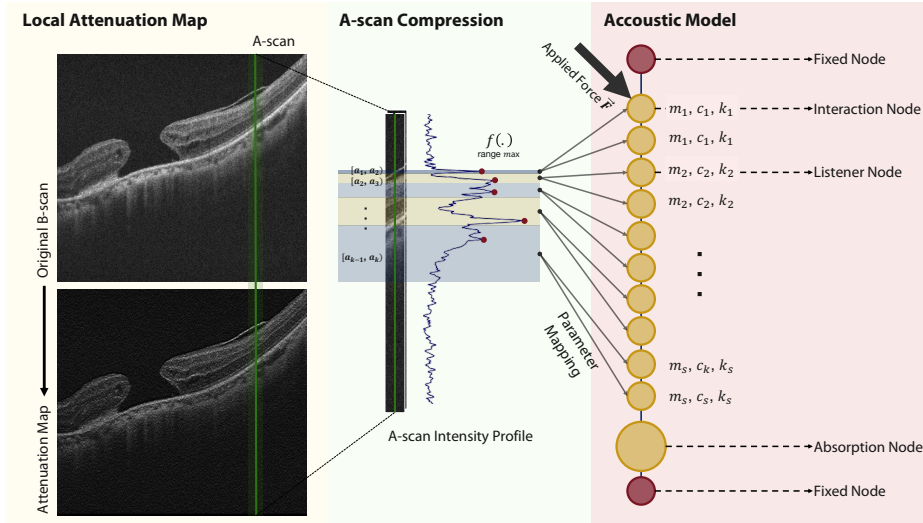 Local Attenuation Map
A-scan
Original B-scan
Attenuation Map
A-scan Compression
f(.)
range max
[a₁, a₂)
[a₂, a₃)
[aₖ₋₁, aₖ)
A-scan Intensity Profile
Parameter
Mapping
Accoustic Model
Applied Force F⃗
Fixed Node
m₁, c₁, k₁
Interaction Node
m₁, c₁, k₁
m₂, c₂, k₂
Listener Node
m₂, c₂, k₂
mₛ, cₖ, kₛ
mₛ, cₛ, kₛ
Absorption Node
Fixed Node